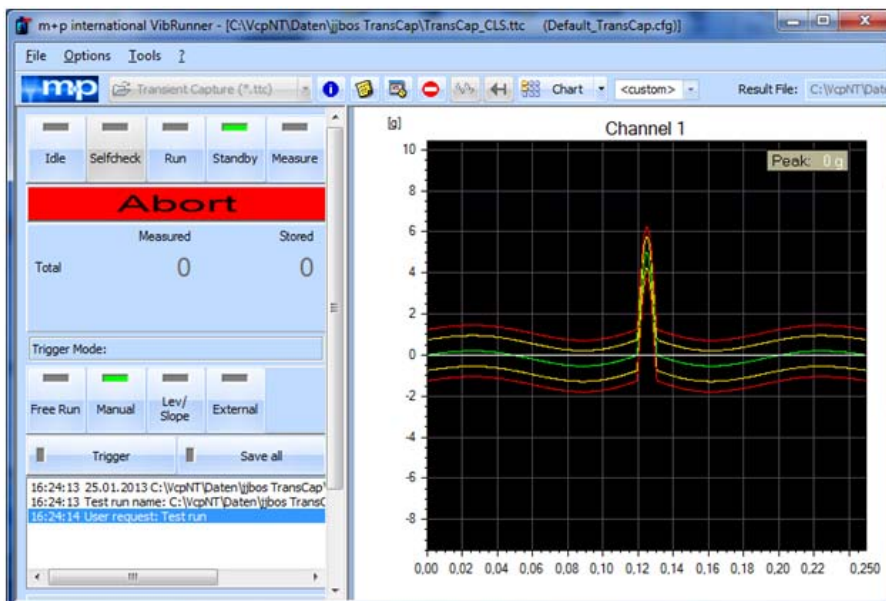 m+p international VibRunner - [C:\VcpNT\Daten\jjbos TransCap\TransCap_CLS.ttc (Default_TransCap.cfg)]
File Options Tools ?
m+p Transient Capture (*.ttc) Chart <custom> Result File: C:\VcpNT\Date
Idle Selfcheck Run Standby Measure
Abort
Measured Stored
Total 0 0
Trigger Mode:
Free Run Manual Lev/ Slope External
Trigger Save all
16:24:13 25.01.2013 C:\VcpNT\Daten\jjbos TransCap\
16:24:13 Test run name: C:\VcpNT\Daten\jjbos TransC
16:24:14 User request: Test run
[g] Channel 1
Peak: 0 g
10
8
6
4
2
0
-2
-4
-6
-8
0,00 0,02 0,04 0,06 0,08 0,10 0,12 0,14 0,16 0,18 0,20 0,22 0,250